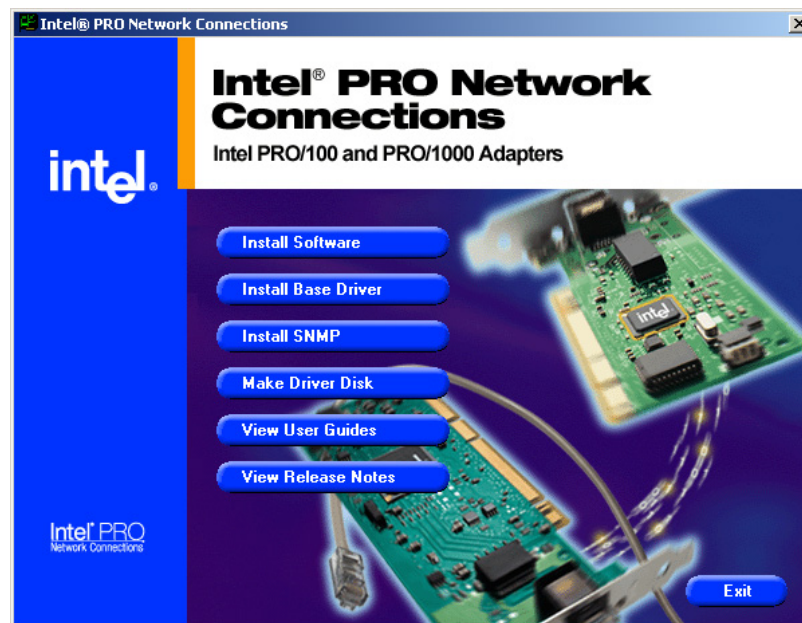 Intel® PRO Network Connections
Intel® PRO Network
Connections
Intel PRO/100 and PRO/1000 Adapters
intel®
Install Software
Install Base Driver
Install SNMP
Make Driver Disk
View User Guides
View Release Notes
intel
Intel® PRO
Network Connections
Exit